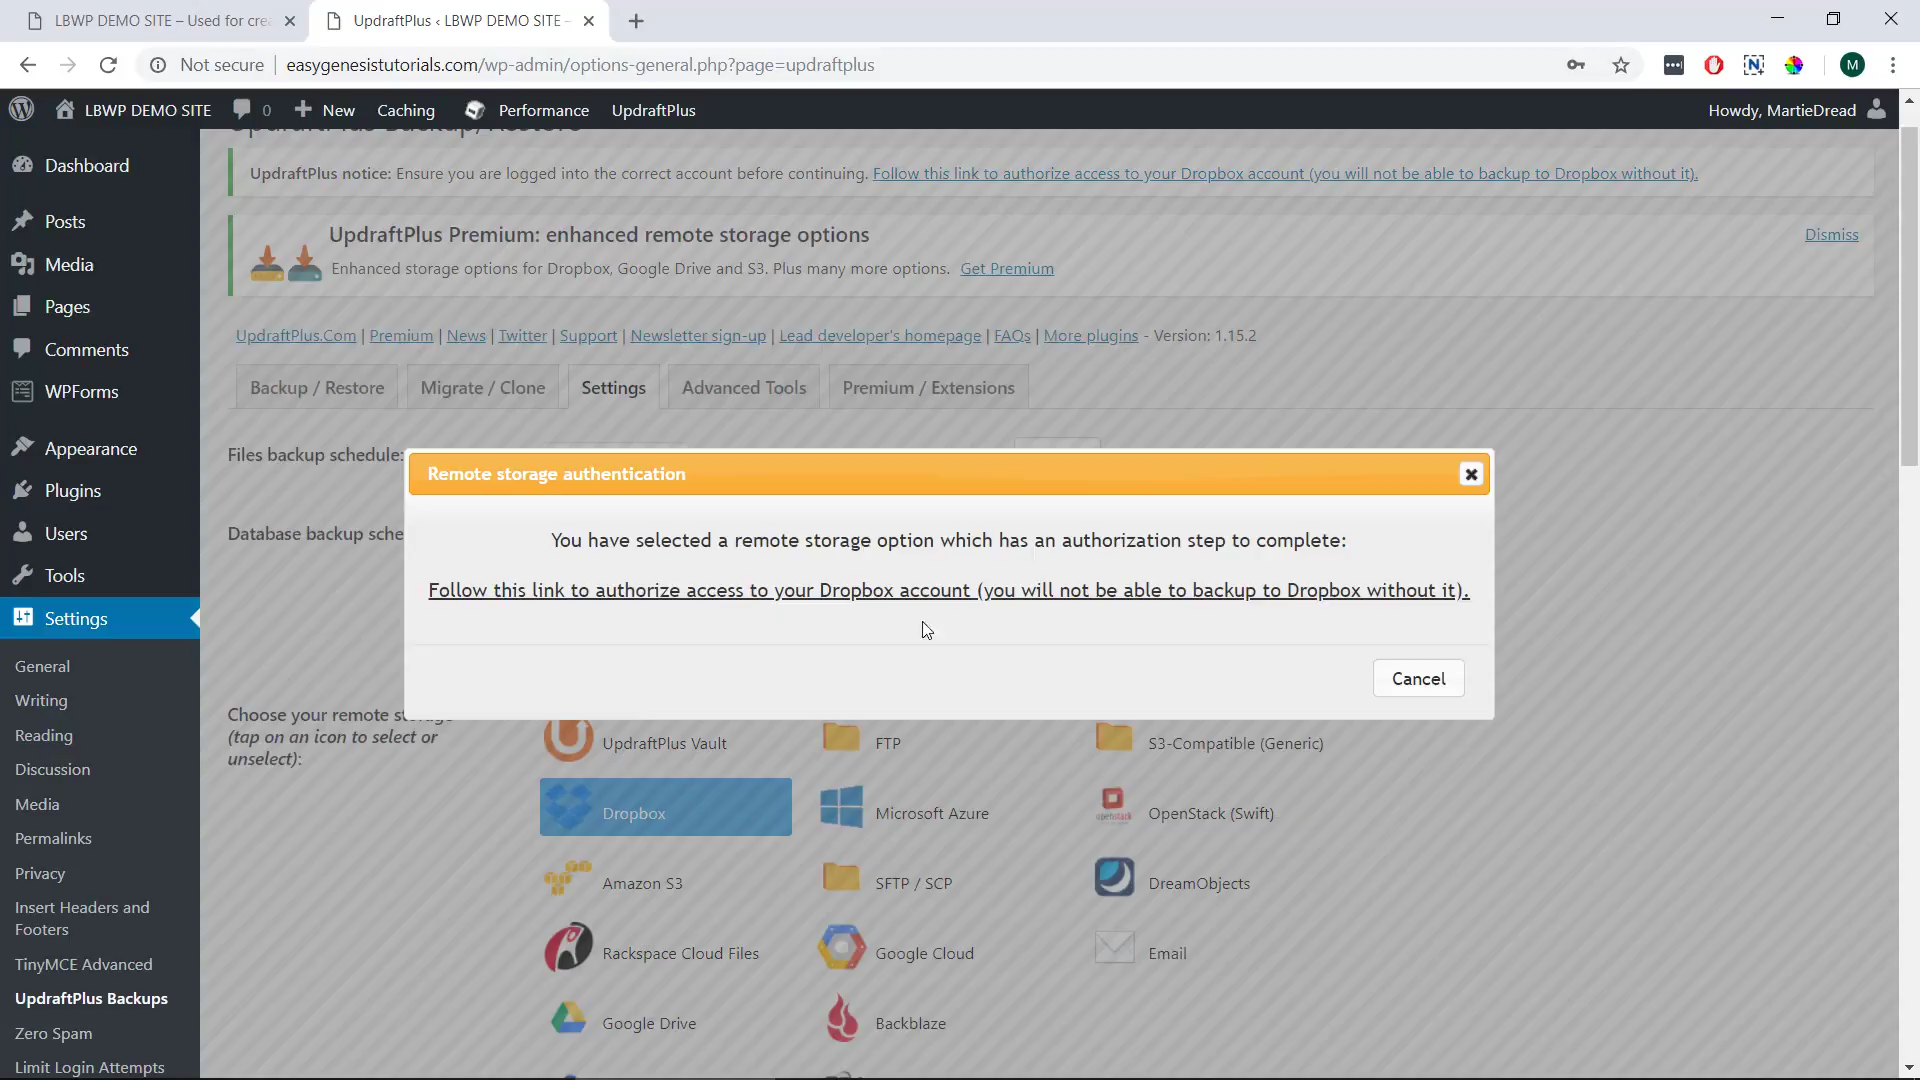 LBWP DEMO SITE – Used for cre
UpdraftPlus ‹ LBWP DEMO SITE –
Not secure
easygenesistutorials.com/wp-admin/options-general.php?page=updraftplus
M
LBWP DEMO SITE
0
New
Caching
Performance
UpdraftPlus
Howdy, MartieDread
Dashboard
Posts
Media
Pages
Comments
WPForms
Appearance
Plugins
Users
Tools
Settings
General
Writing
Reading
Discussion
Media
Permalinks
Privacy
Insert Headers and
Footers
TinyMCE Advanced
UpdraftPlus Backups
Zero Spam
Limit Login Attempts
UpdraftPlus Backup/Restore
UpdraftPlus notice: Ensure you are logged into the correct account before continuing. Follow this link to authorize access to your Dropbox account (you will not be able to backup to Dropbox without it).
UpdraftPlus Premium: enhanced remote storage options
Dismiss
Enhanced storage options for Dropbox, Google Drive and S3. Plus many more options. Get Premium
UpdraftPlus.Com | Premium | News | Twitter | Support | Newsletter sign-up | Lead developer's homepage | FAQs | More plugins - Version: 1.15.2
Backup / Restore
Migrate / Clone
Settings
Advanced Tools
Premium / Extensions
Files backup schedule:
Database backup sche
Remote storage authentication
You have selected a remote storage option which has an authorization step to complete:
Follow this link to authorize access to your Dropbox account (you will not be able to backup to Dropbox without it).
Cancel
Choose your remote storage
(tap on an icon to select or
unselect):
UpdraftPlus Vault
FTP
S3-Compatible (Generic)
Dropbox
Microsoft Azure
openstack
OpenStack (Swift)
Amazon S3
SFTP / SCP
DreamObjects
Rackspace Cloud Files
Google Cloud
Email
Google Drive
Backblaze